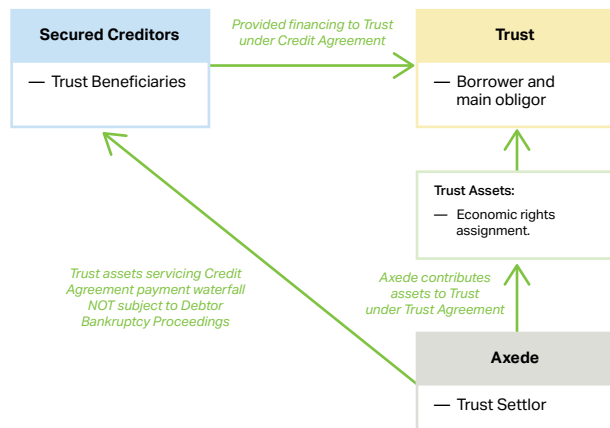 Secured Creditors
— Trust Beneficiaries
Provided financing to Trust
under Credit Agreement
Trust
— Borrower and
main obligor
Trust Assets:
— Economic rights
assignment.
Trust assets servicing Credit
Agreement payment waterfall
NOT subject to Debtor
Bankruptcy Proceedings
Axede contributes
assets to Trust
under Trust Agreement
Axede
— Trust Settlor